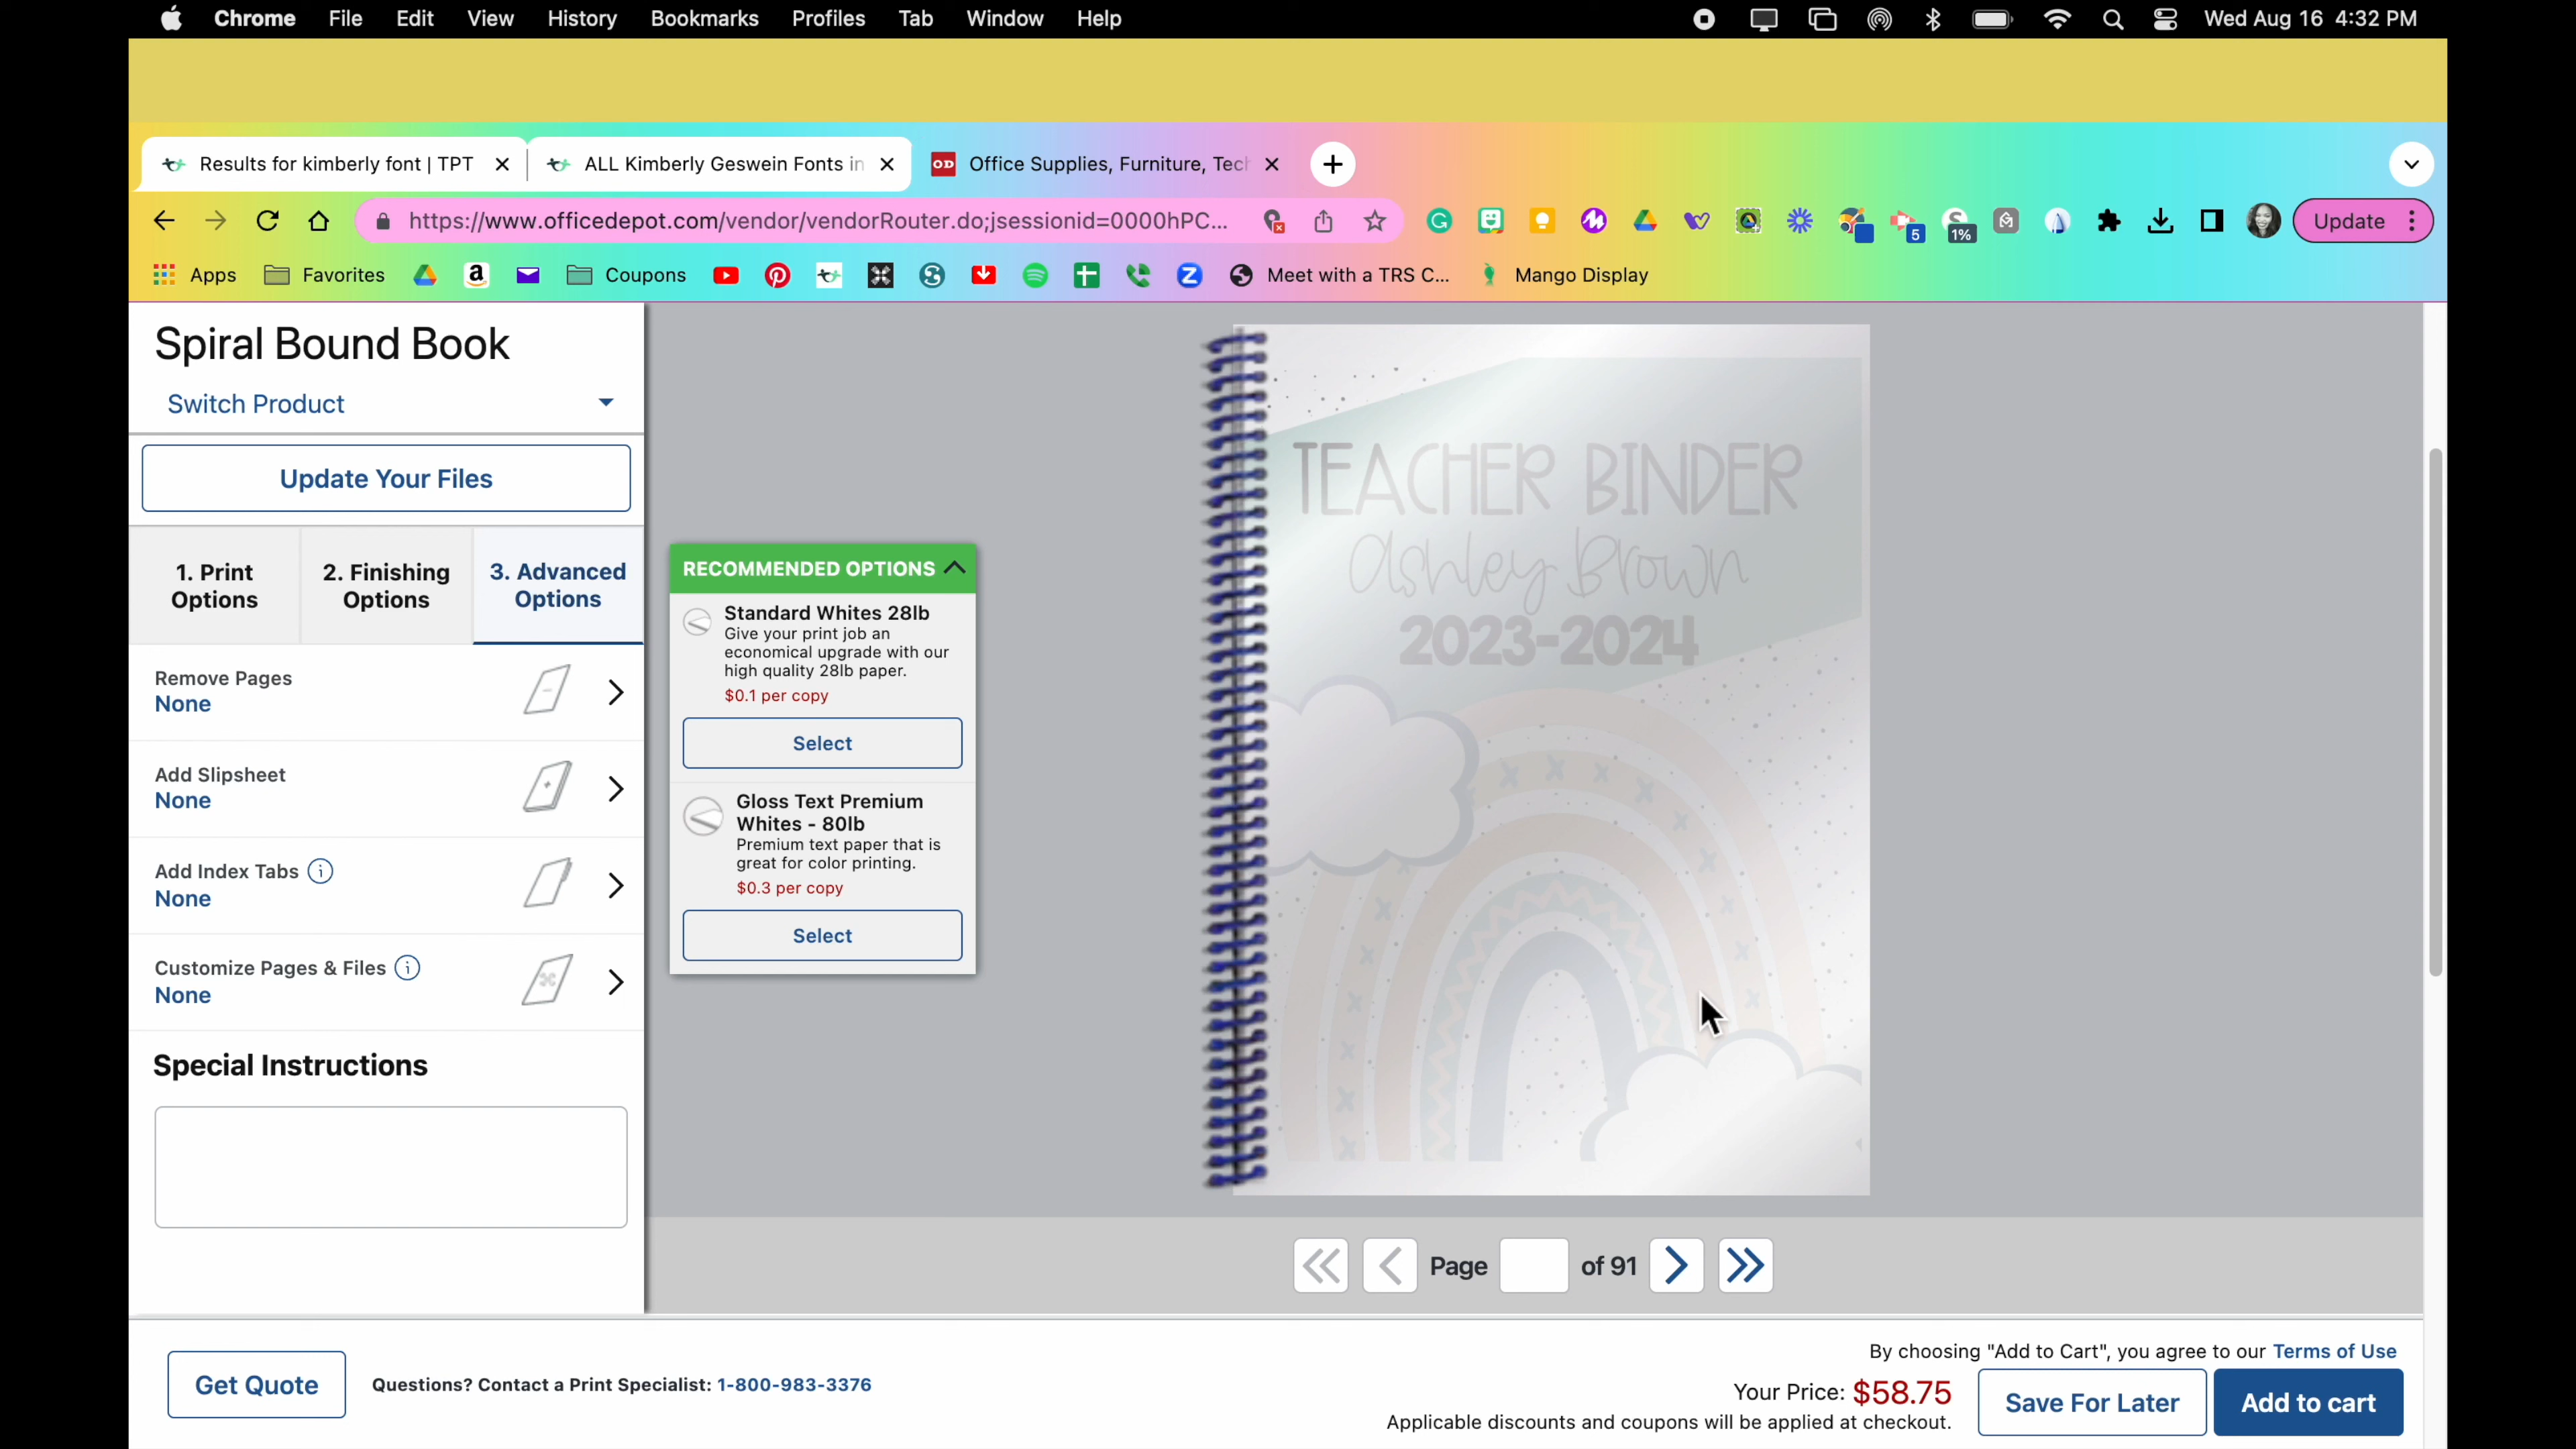 Chrome File Edit View History Bookmarks Profiles Tab Window Help Wed Aug 16 4:32 PM
Results for kimberly font | TPT
ALL Kimberly Geswein Fonts in
OD Office Supplies, Furniture, Tech
https://www.officedepot.com/vendor/vendorRouter.do;jsessionid=0000hPC...
5
1%
Update
Apps Favorites Coupons Meet with a TRS C... Mango Display
Spiral Bound Book
Switch Product
Update Your Files
1. Print
Options
2. Finishing
Options
3. Advanced
Options
Remove Pages
None
Add Slipsheet
None
Add Index Tabs
None
Customize Pages & Files
None
Special Instructions
RECOMMENDED OPTIONS
Standard Whites 28lb
Give your print job an
economical upgrade with our
high quality 28lb paper.
$0.1 per copy
Select
Gloss Text Premium
Whites - 80lb
Premium text paper that is
great for color printing.
$0.3 per copy
Select
TEACHER BINDER
Ashley Brown
2023-2024
Page of 91
Get Quote
Questions? Contact a Print Specialist: 1-800-983-3376
By choosing "Add to Cart", you agree to our Terms of Use
Your Price: $58.75
Applicable discounts and coupons will be applied at checkout.
Save For Later
Add to cart